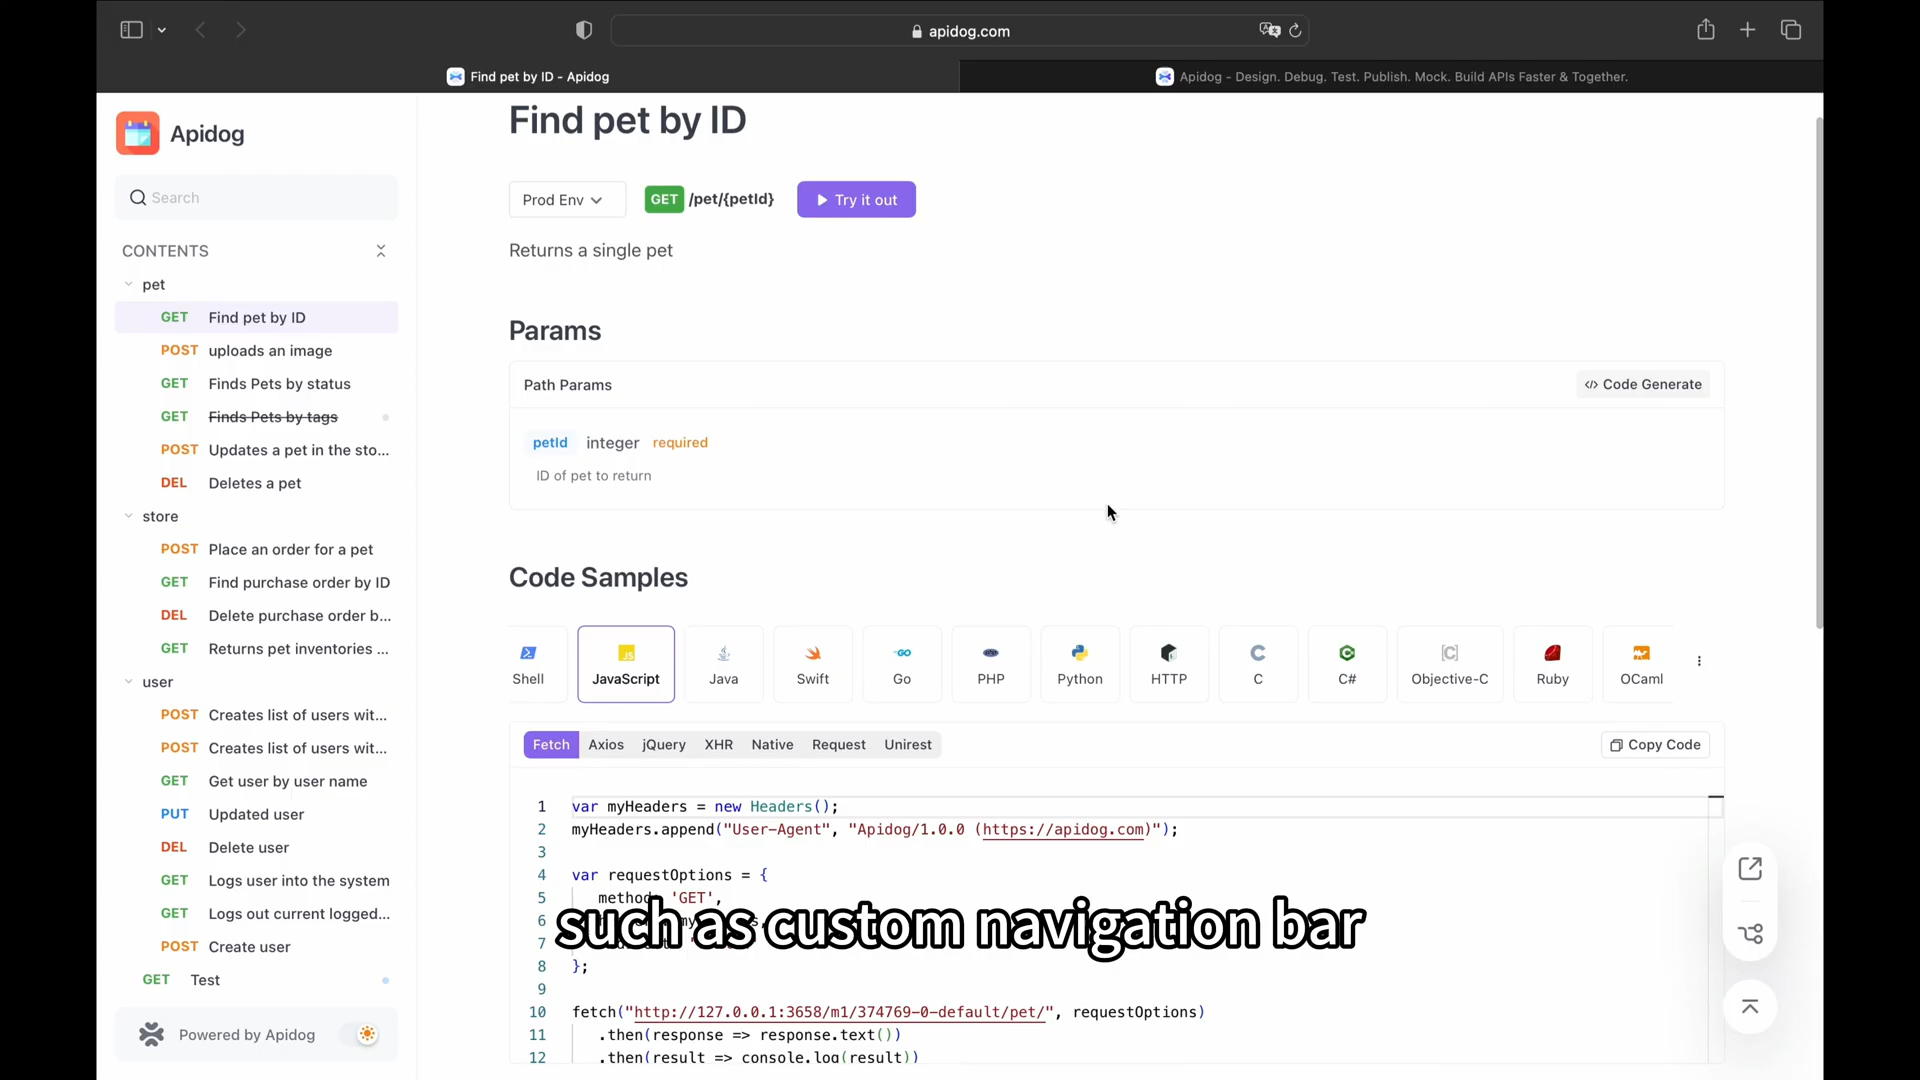 apidog.com
Find pet by ID - Apidog
Apidog - Design. Debug. Test. Publish. Mock. Build APIs Faster & Together.
Apidog
Search
CONTENTS
pet
GET Find pet by ID
POST uploads an image
GET Finds Pets by status
GET Finds Pets by tags
POST Updates a pet in the sto...
DEL Deletes a pet
store
POST Place an order for a pet
GET Find purchase order by ID
DEL Delete purchase order b...
GET Returns pet inventories ...
user
POST Creates list of users wit...
POST Creates list of users wit...
GET Get user by user name
PUT Updated user
DEL Delete user
GET Logs user into the system
GET Logs out current logged...
POST Create user
GET Test
Powered by Apidog
Find pet by ID
Prod Env GET /pet/{petId} Try it out
Returns a single pet
Params
Path Params </> Code Generate
petId integer required
ID of pet to return
Code Samples
Shell JavaScript Java Swift Go PHP Python HTTP C C# Objective-C Ruby OCaml
Fetch Axios jQuery XHR Native Request Unirest Copy Code
1 var myHeaders = new Headers();
2 myHeaders.append("User-Agent", "Apidog/1.0.0 (https://apidog.com)");
3
4 var requestOptions = {
5 method: 'GET',
6
7
8 };
9
10 fetch("http://127.0.0.1:3658/m1/374769-0-default/pet/", requestOptions)
11 .then(response => response.text())
12 .then(result => console.log(result))
such as custom navigation bar